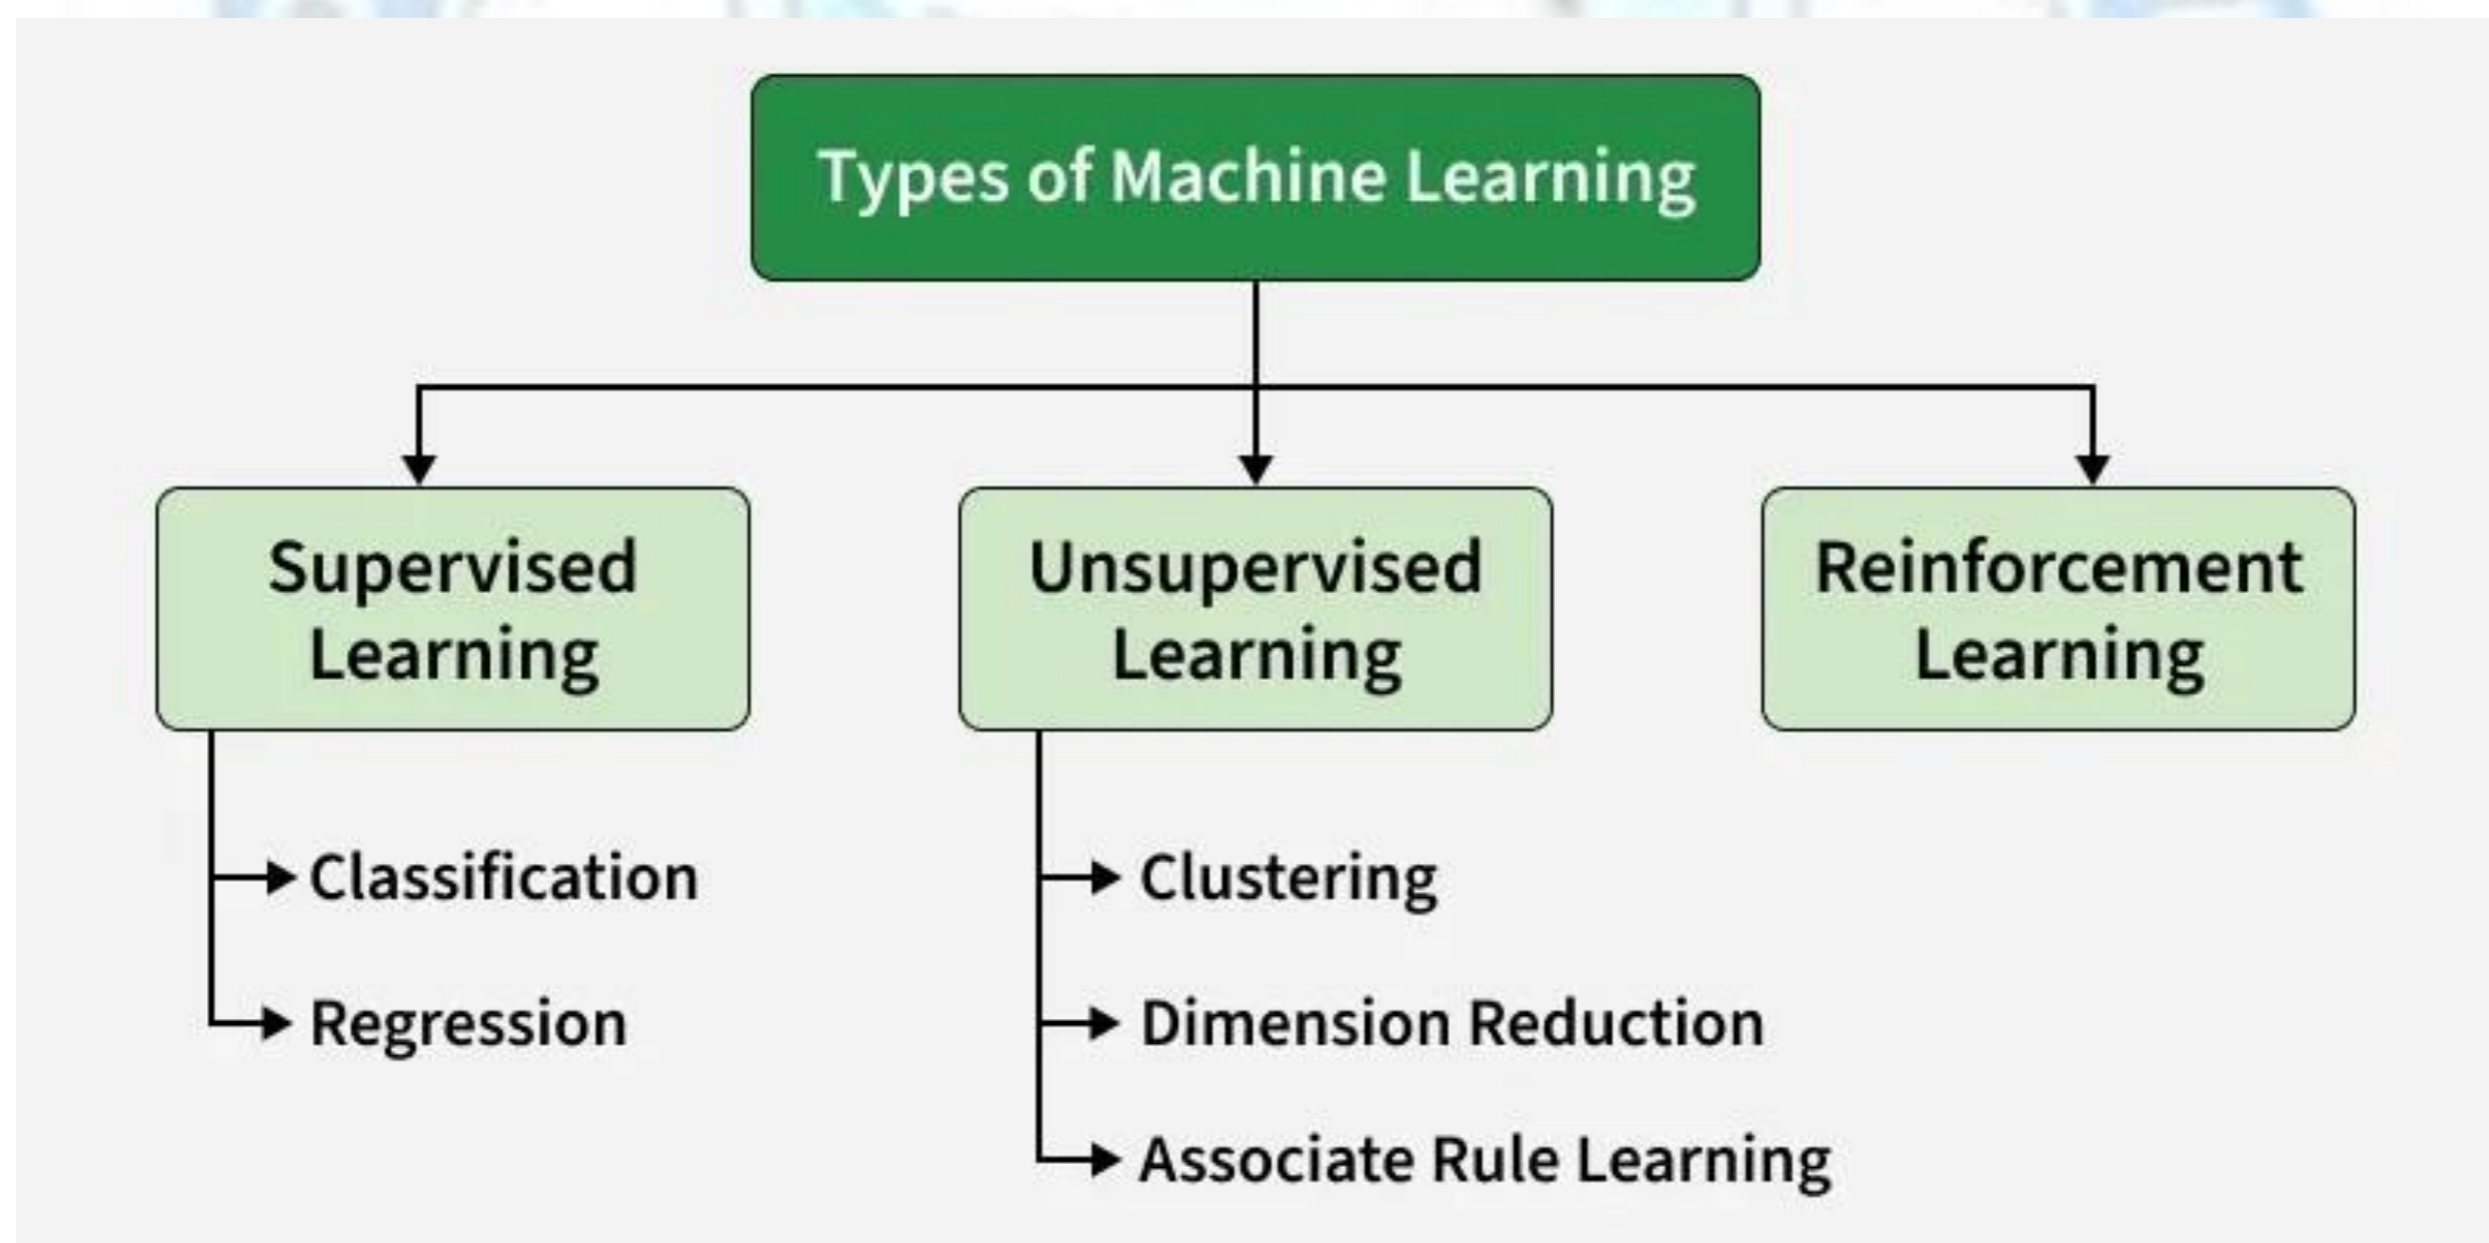 Types of Machine Learning
Supervised
Learning
Unsupervised
Learning
Reinforcement
Learning
Classification
Regression
Clustering
Dimension Reduction
Associate Rule Learning